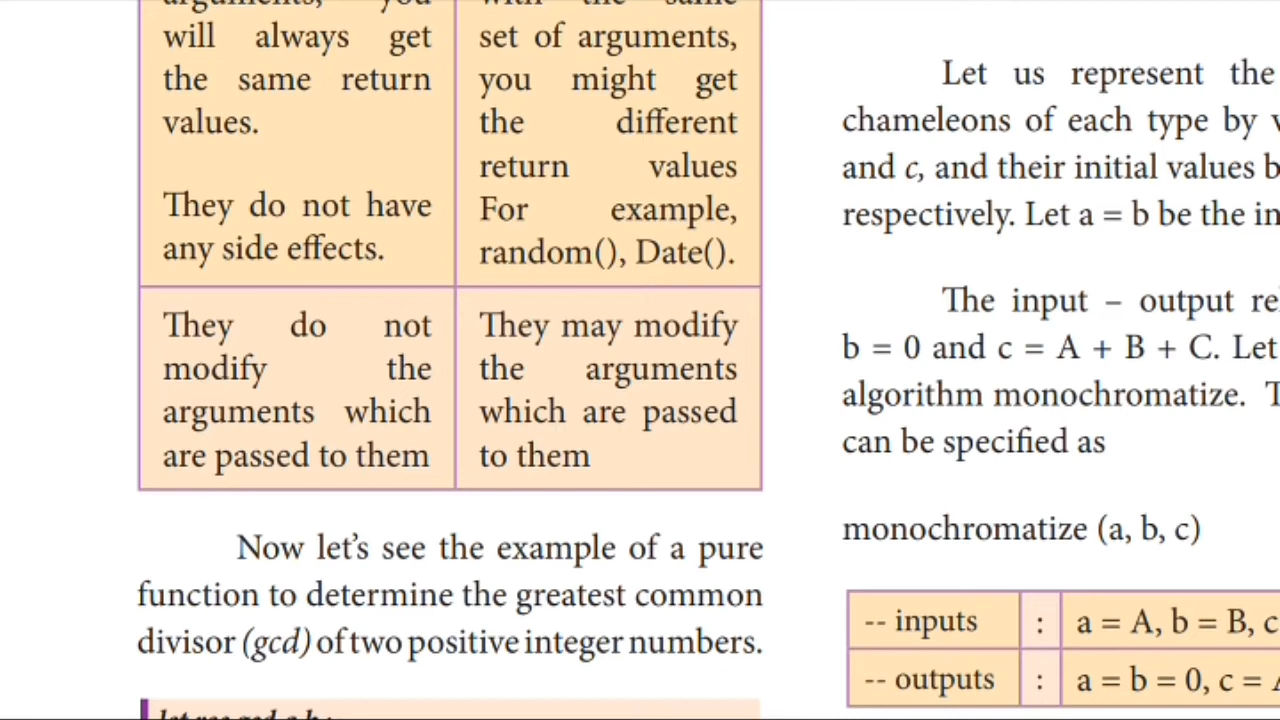 will always get
the same return
values.
They do not have
any side effects.
set of arguments,
you might get
the different
return values
For example,
random(), Date().
They do not
modify the
arguments which
are passed to them
They may modify
the arguments
which are passed
to them
Now let's see the example of a pure
function to determine the greatest common
divisor (gcd) of two positive integer numbers.
Let us represent the
chameleons of each type by
and c, and their initial values
respectively. Let a = b be the
The input – output
b = 0 and c = A + B + C. Let
algorithm monochromatize.
can be specified as
monochromatize (a, b, c)
-- inputs : a = A, b = B, c
-- outputs : a = b = 0, c =